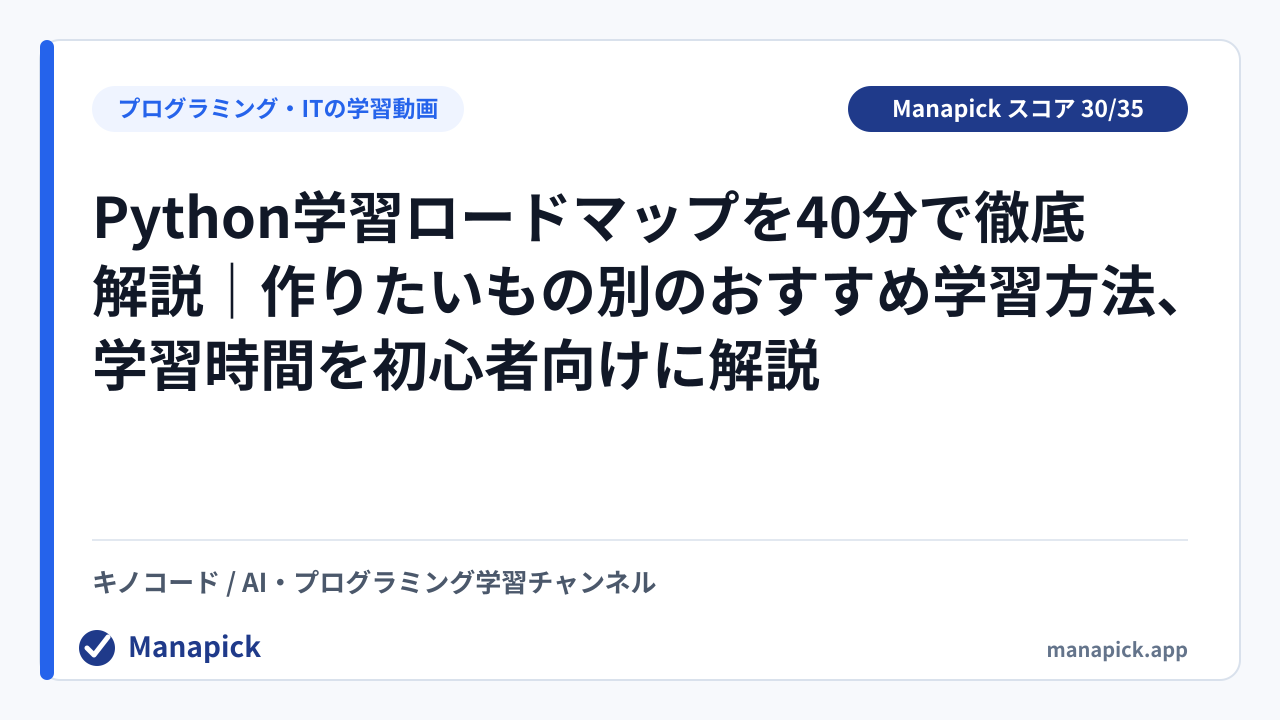 プログラミング・ITの学習動画
Manapick スコア 30/35
Python学習ロードマップを40分で徹底
解説｜作りたいもの別のおすすめ学習方法、
学習時間を初心者向けに解説
キノコード / AI・プログラミング学習チャンネル
Manapick
manapick.app